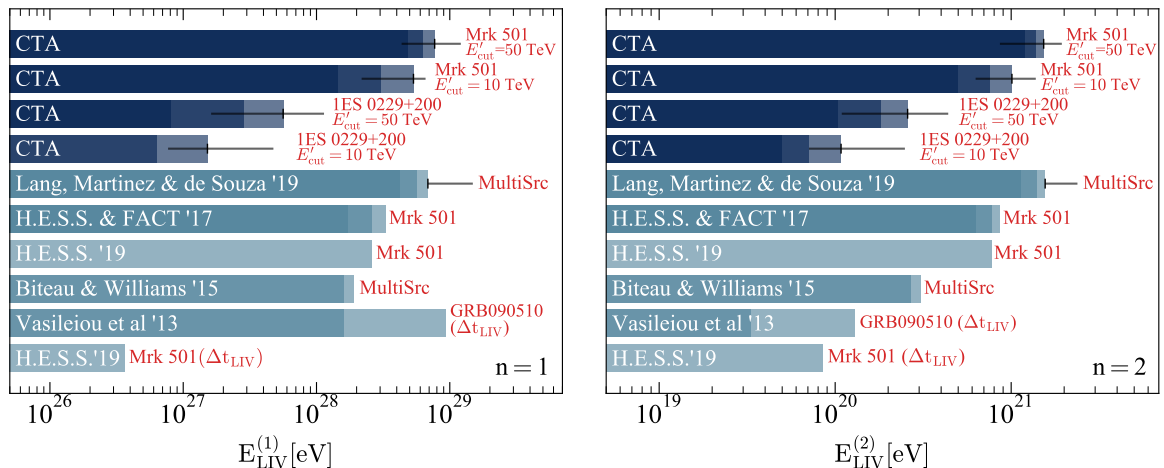 CTA
Mrk 501
E′cut=50 TeV
CTA
Mrk 501
E′cut = 10 TeV
CTA
1ES 0229+200
E′cut = 50 TeV
CTA
1ES 0229+200
E′cut = 10 TeV
Lang, Martinez & de Souza '19
MultiSrc
H.E.S.S. & FACT '17
Mrk 501
H.E.S.S. '19
Mrk 501
Biteau & Williams '15
MultiSrc
Vasileiou et al '13
GRB090510
(ΔtLIV)
H.E.S.S.'19
Mrk 501(ΔtLIV)
n = 1
10^26
10^27
10^28
10^29
E_LIV^(1)[eV]
CTA
Mrk 501
E′cut=50 TeV
CTA
Mrk 501
E′cut = 10 TeV
CTA
1ES 0229+200
E′cut = 50 TeV
CTA
1ES 0229+200
E′cut = 10 TeV
Lang, Martinez & de Souza '19
MultiSrc
H.E.S.S. & FACT '17
Mrk 501
H.E.S.S. '19
Mrk 501
Biteau & Williams '15
MultiSrc
Vasileiou et al '13
GRB090510 (ΔtLIV)
H.E.S.S.'19
Mrk 501 (ΔtLIV)
n = 2
10^19
10^20
10^21
E_LIV^(2)[eV]